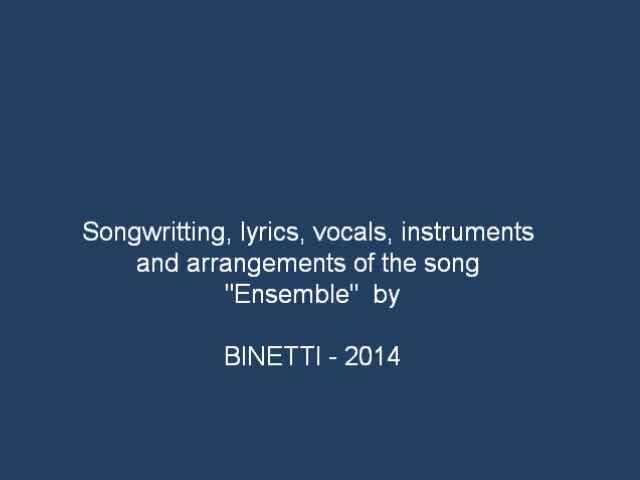 Songwritting, lyrics, vocals, instruments
and arrangements of the song
"Ensemble"  by
BINETTI - 2014